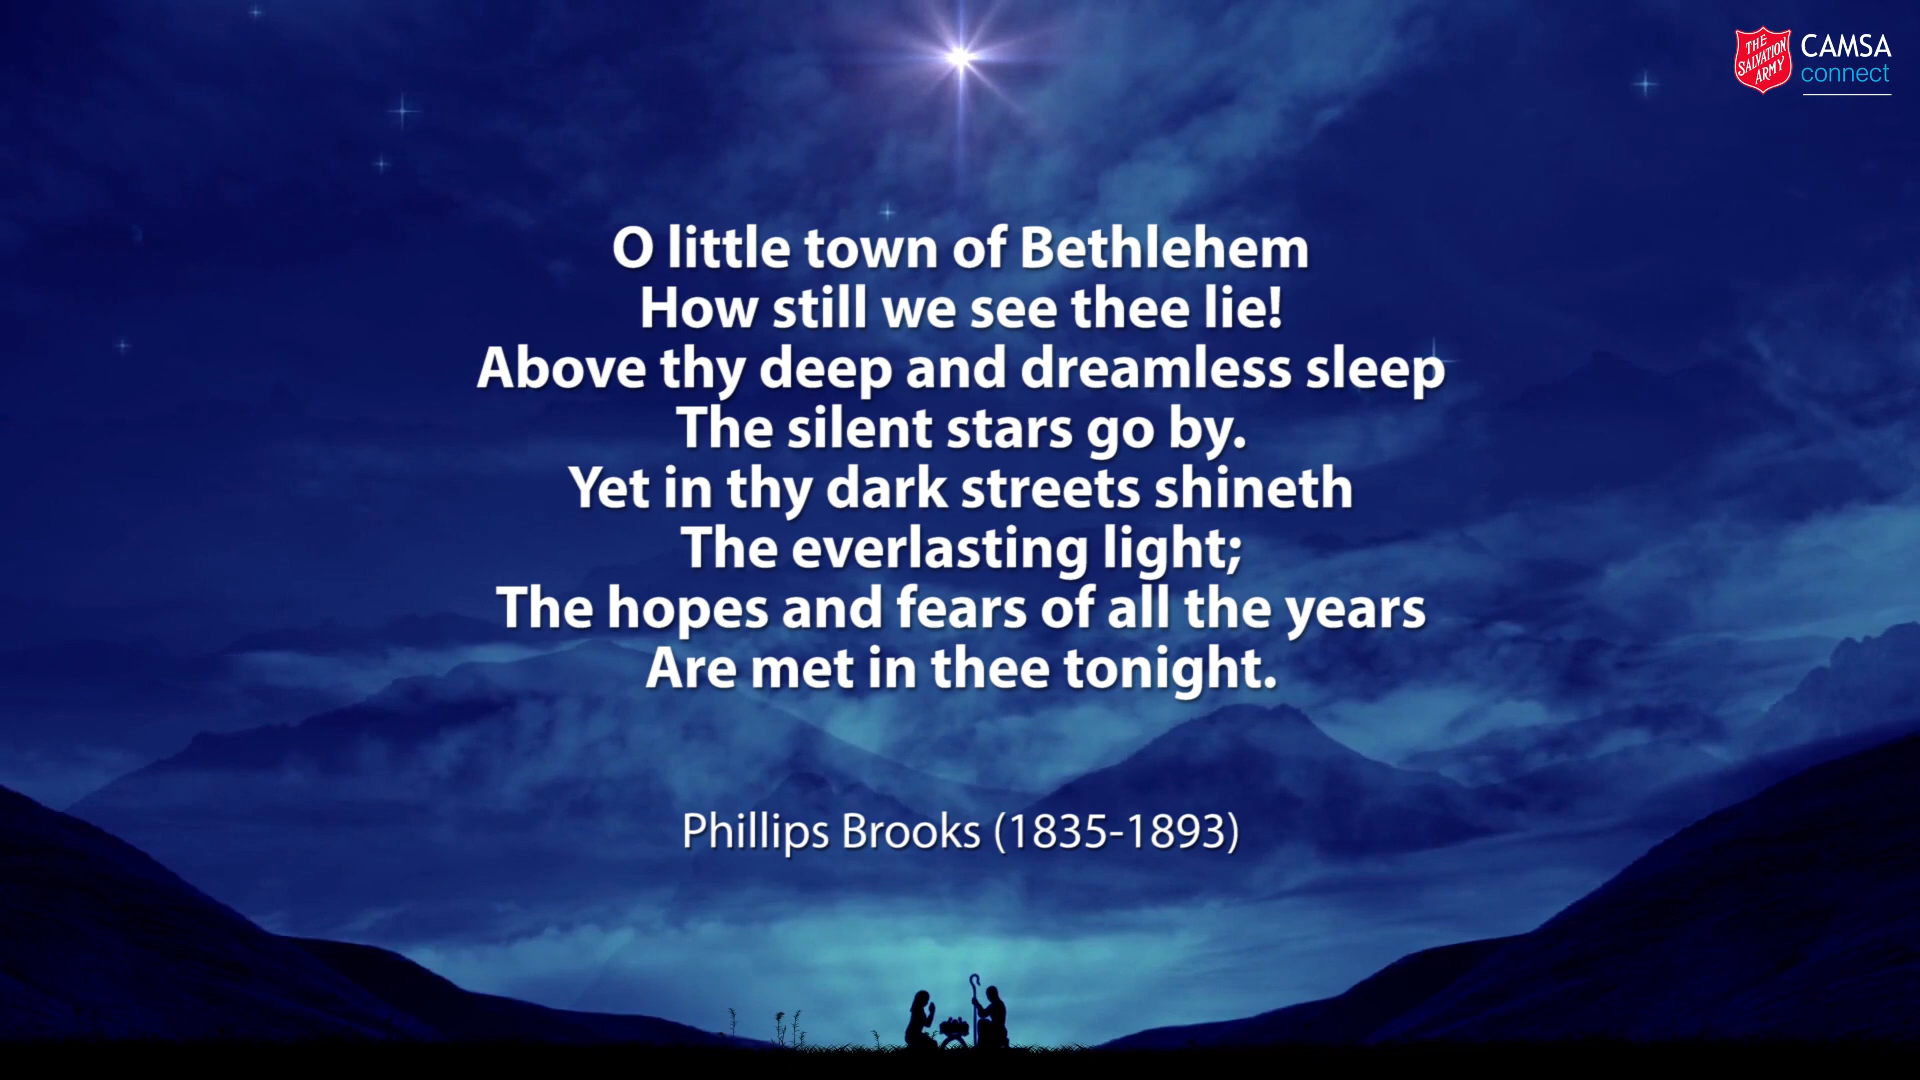 THE
SALVATION
ARMY
CAMSA
connect
O little town of Bethlehem
How still we see thee lie!
Above thy deep and dreamless sleep
The silent stars go by.
Yet in thy dark streets shineth
The everlasting light;
The hopes and fears of all the years
Are met in thee tonight.
Phillips Brooks (1835-1893)